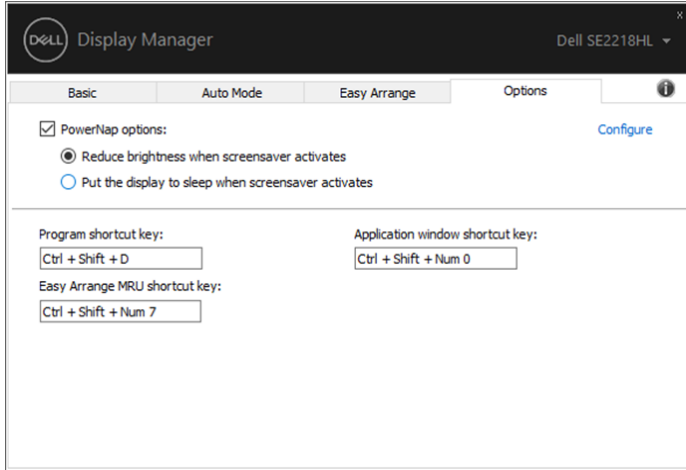 x
DELL Display Manager Dell SE2218HL
Basic Auto Mode Easy Arrange Options i
PowerNap options: Configure
Reduce brightness when screensaver activates
Put the display to sleep when screensaver activates
Program shortcut key: Application window shortcut key:
Ctrl + Shift + D Ctrl + Shift + Num 0
Easy Arrange MRU shortcut key:
Ctrl + Shift + Num 7